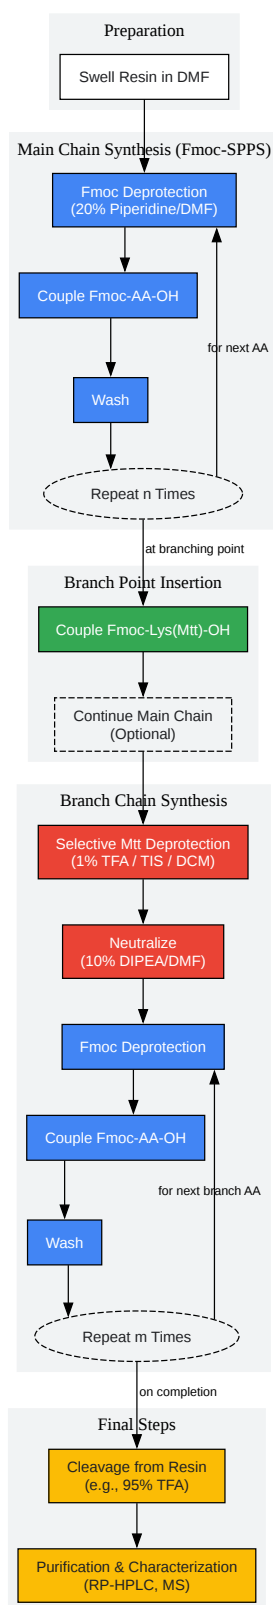 Preparation
Swell Resin in DMF
Main Chain Synthesis (Fmoc-SPPS)
Fmoc Deprotection
(20% Piperidine/DMF)
Couple Fmoc-AA-OH
for next AA
Wash
Repeat n Times
at branching point
Branch Point Insertion
Couple Fmoc-Lys(Mtt)-OH
Continue Main Chain
(Optional)
Branch Chain Synthesis
Selective Mtt Deprotection
(1% TFA / TIS / DCM)
Neutralize
(10% DIPEA/DMF)
Fmoc Deprotection
Couple Fmoc-AA-OH
for next branch AA
Wash
Repeat m Times
on completion
Final Steps
Cleavage from Resin
(e.g., 95% TFA)
Purification & Characterization
(RP-HPLC, MS)